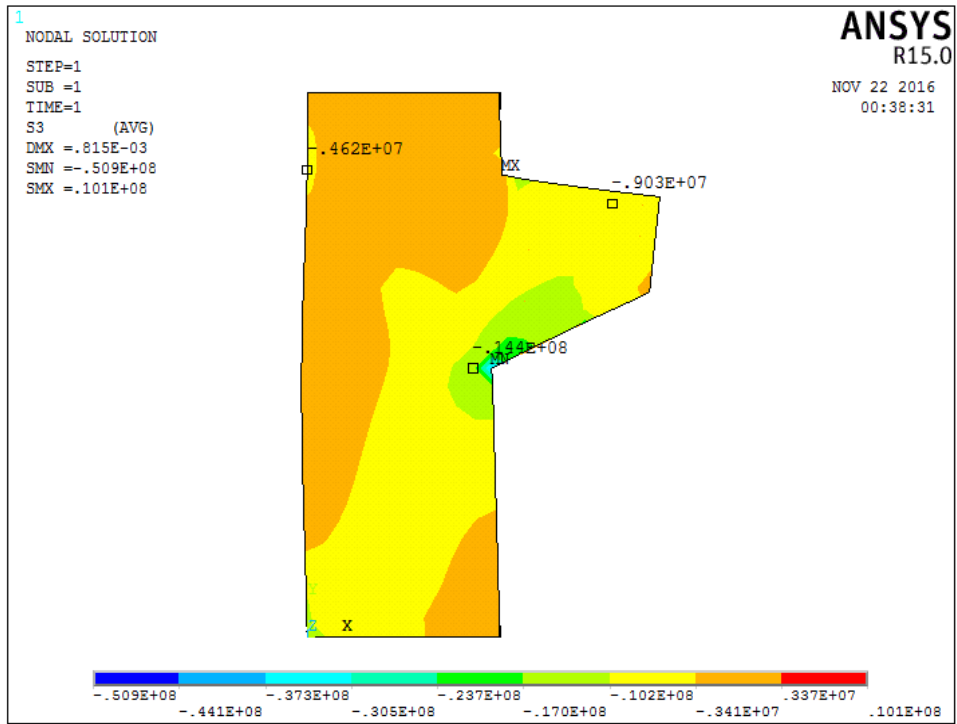 1
NODAL SOLUTION
STEP=1
SUB =1
TIME=1
S3 (AVG)
DMX =.815E-03
SMN =-.509E+08
SMX =.101E+08
ANSYS
R15.0
NOV 22 2016
00:38:31
-.462E+07
MX
-.903E+07
-.144E+08
MN
Y
Z X
-.509E+08 -.373E+08 -.237E+08 -.102E+08 .337E+07
-.441E+08 -.305E+08 -.170E+08 -.341E+07 .101E+08